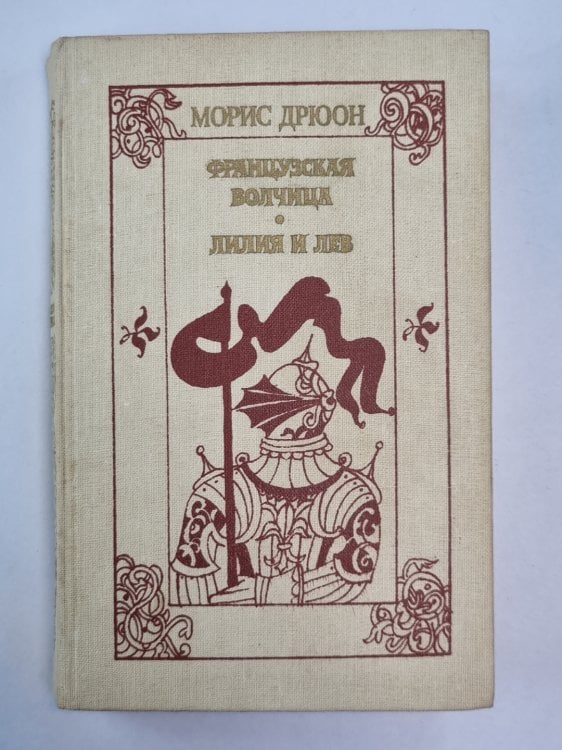 МОРИС ДРЮОН
ФРАНЦУЗСКАЯ
ВОЛЧИЦА
•
ЛИЛИЯ И ЛЕВ